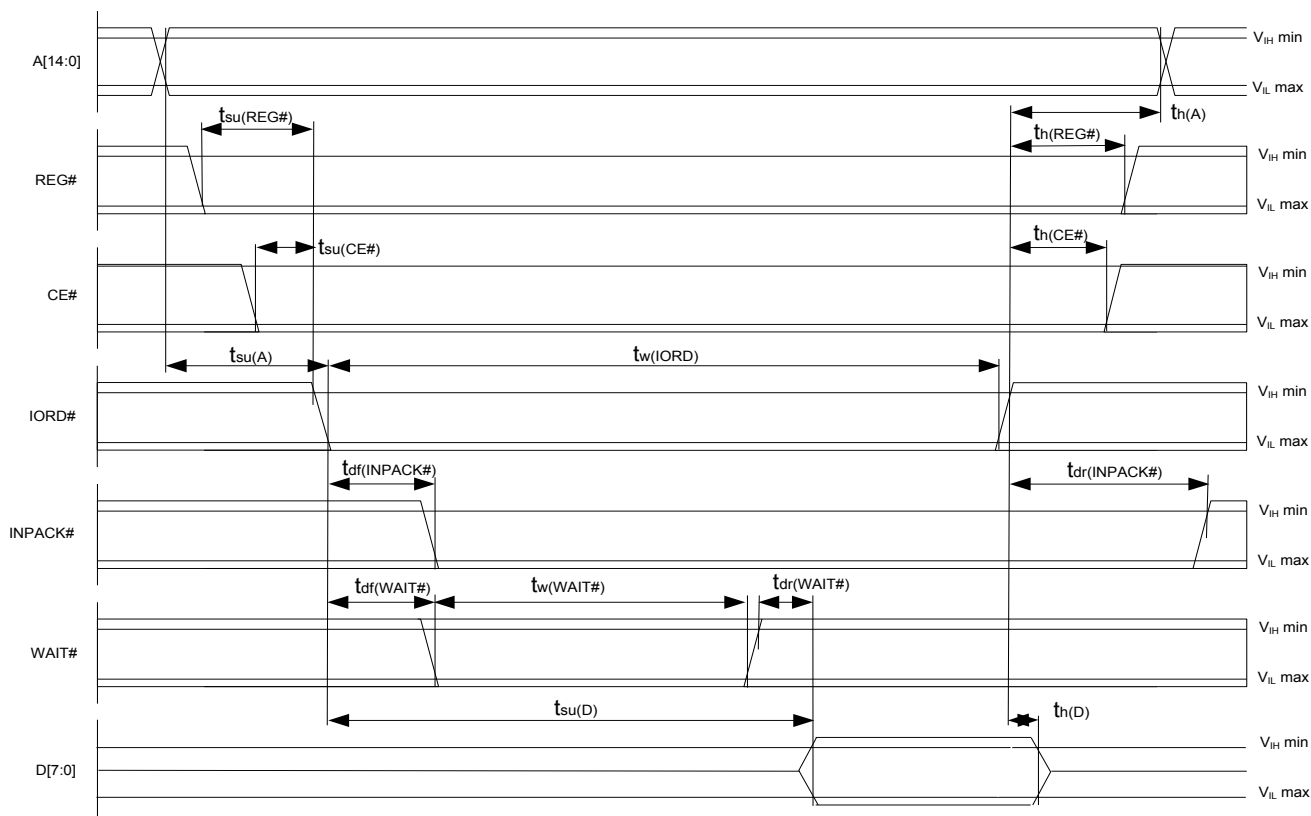 A[14:0]
VIH min
VIL max
tsu(REG#)
th(A)
th(REG#)
REG#
VIH min
VIL max
tsu(CE#)
th(CE#)
CE#
VIH min
VIL max
tsu(A)
tw(IORD)
IORD#
VIH min
VIL max
tdf(INPACK#)
tdr(INPACK#)
INPACK#
VIH min
VIL max
tdf(WAIT#)
tw(WAIT#)
tdr(WAIT#)
WAIT#
VIH min
VIL max
tsu(D)
th(D)
D[7:0]
VIH min
VIL max